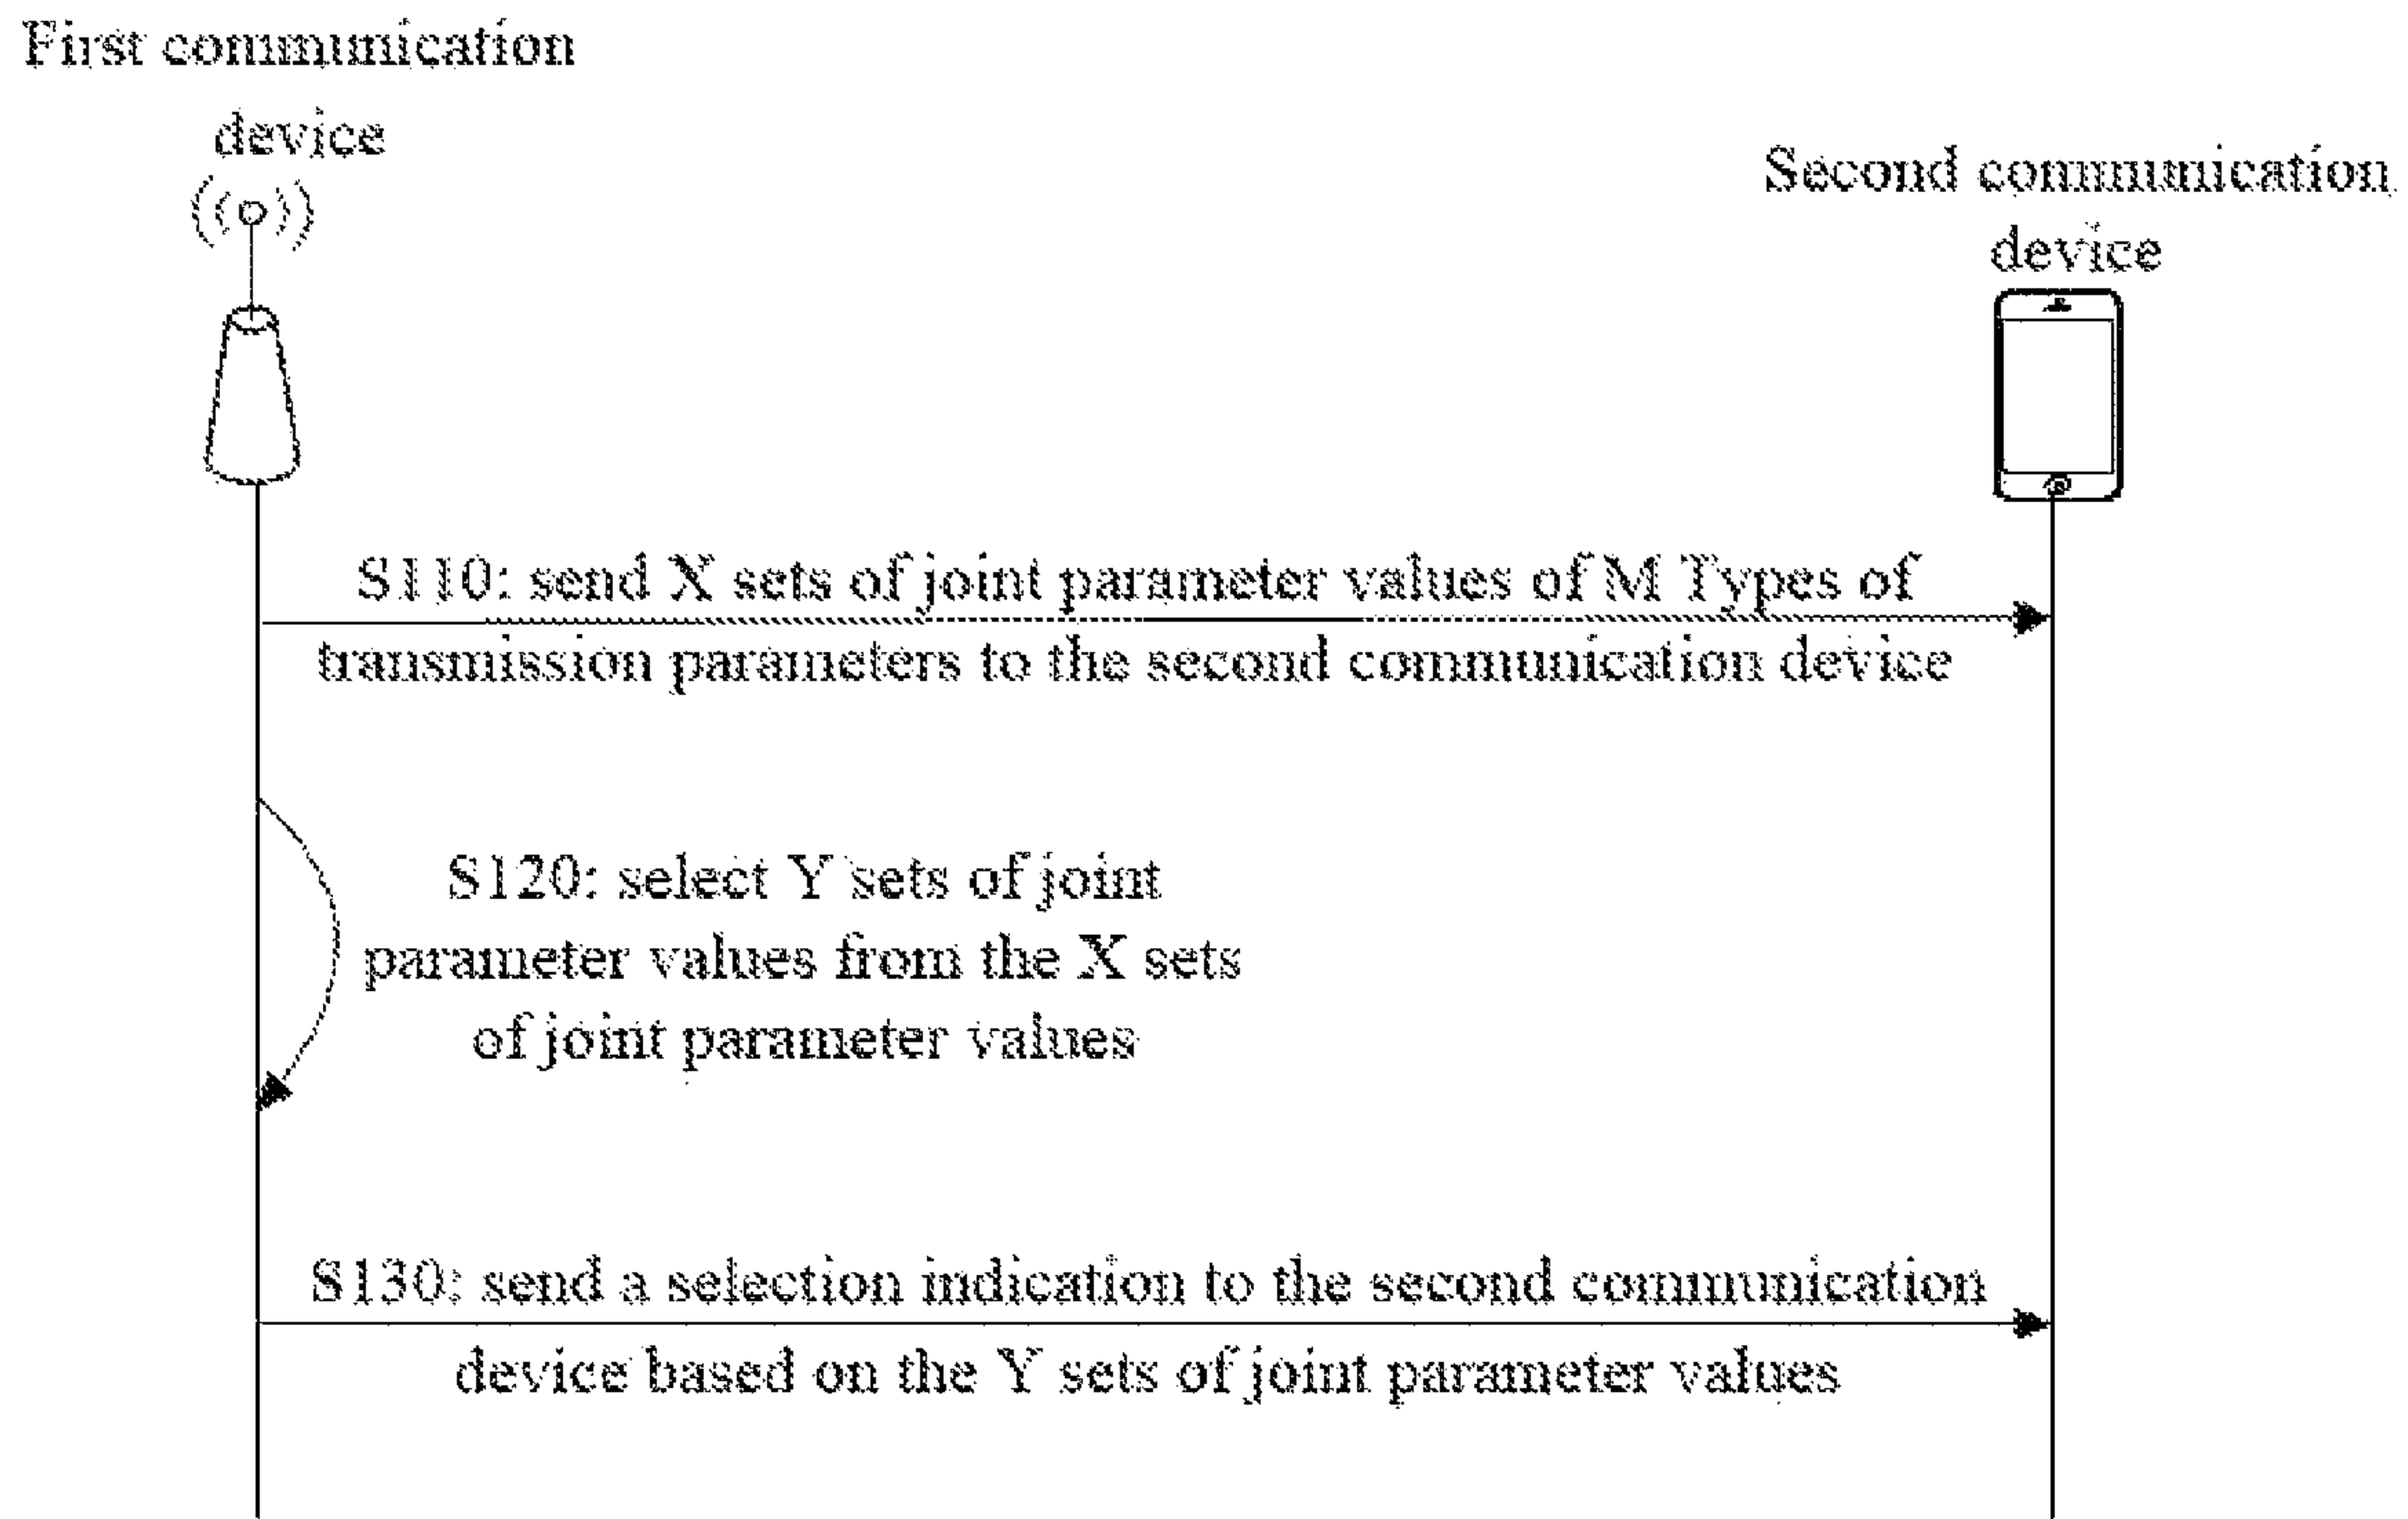 First communication
device
Second communication
device
S110: send X sets of joint parameter values of M Types of
transmission parameters to the second communication device
S120: select Y sets of joint
parameter values from the X sets
of joint parameter values
S130: send a selection indication to the second communication
device based on the Y sets of joint parameter values